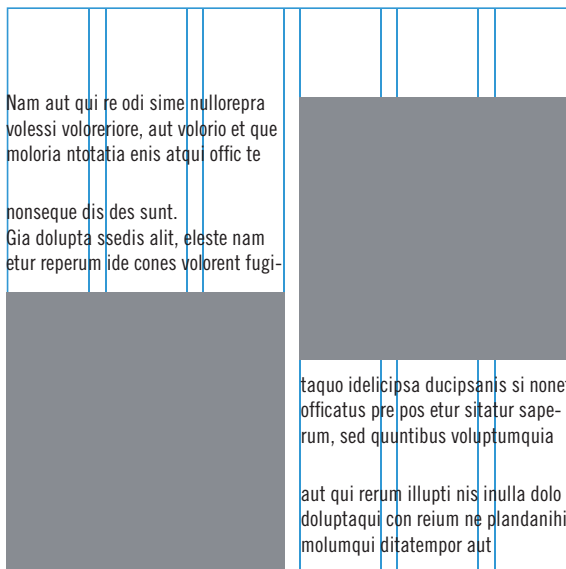 Nam aut qui re odi sime nullorepra
volessi voloreriore, aut volorio et que
moloria ntotatia enis atqui offic te
nonseque dis des sunt.
Gia dolupta ssedis alit, eleste nam
etur reperum ide cones volorent fugi-
taquo idelicipsa ducipsanis si nonet
officatus pre pos etur sitatur sape-
rum, sed quuntibus voluptumquia
aut qui rerum illupti nis inulla dolo
doluptaqui con reium ne plandanihi
molumqui ditatempor aut